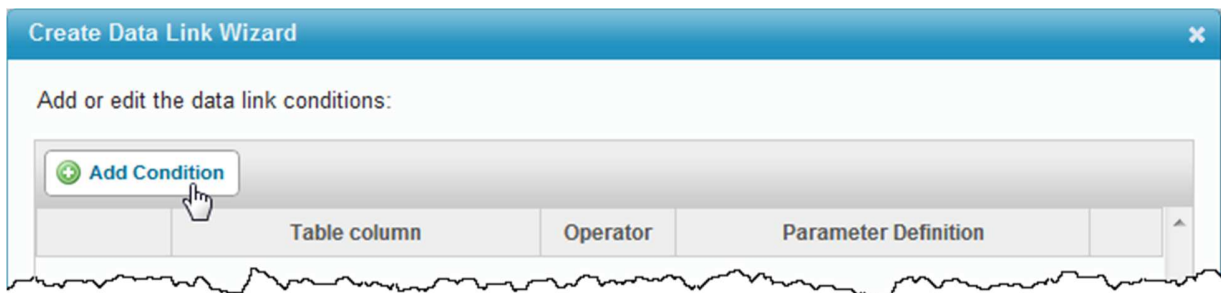 Create Data Link Wizard
Add or edit the data link conditions:
Add Condition
Table column Operator Parameter Definition